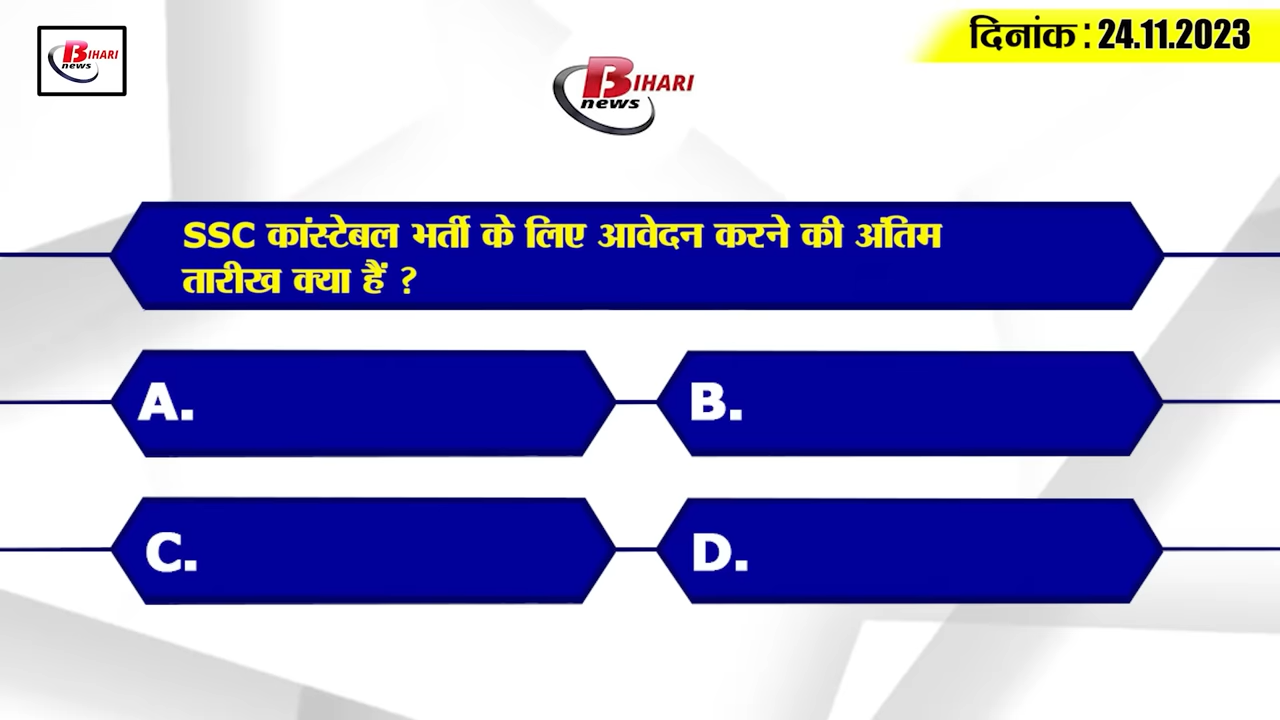 BIHARI
news
दिनांक : 24.11.2023
BIHARI
news
SSC कांस्टेबल भर्ती के लिए आवेदन करने की अंतिम
तारीख क्या हैं ?
A.
B.
C.
D.